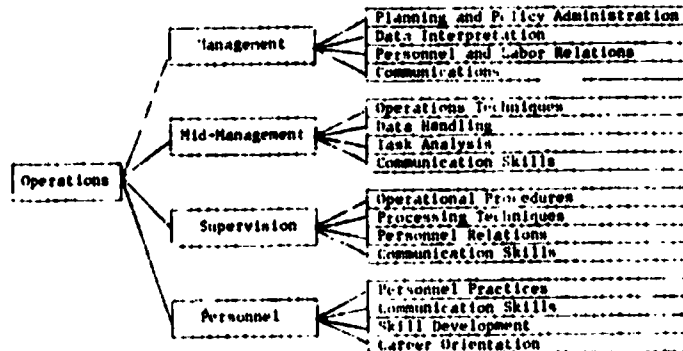 Planning and Policy Administration
Data Interpretation
Management
Personnel and Labor Relations
Communications
Operations Techniques
Data Handling
Mid-Management
Task Analysis
Communication Skills
Operations
Operational Procedures
Processing Techniques
Supervision
Personnel Relations
Communication Skills
Personnel Practices
Communication Skills
Personnel
Skill Development
Career Orientation